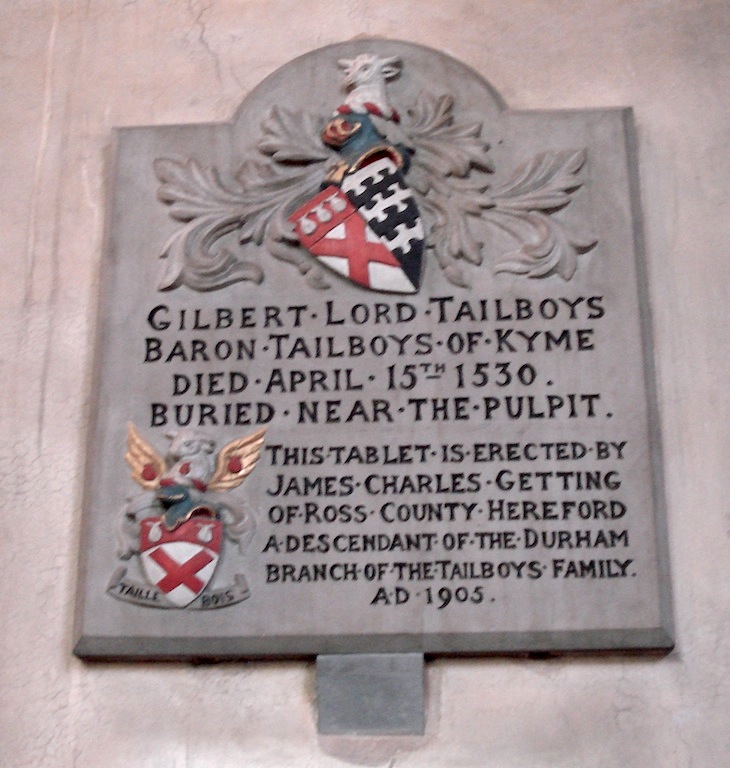 GILBERT·LORD·TAILBOYS
BARON·TAILBOYS·OF·KYME
DIED·APRIL·15TH 1530.
BURIED·NEAR·THE·PULPIT.
THIS·TABLET·IS·ERECTED·BY
JAMES·CHARLES·GETTING
OF·ROSS·COUNTY·HEREFORD
A·DESCENDANT·OF·THE·DURHAM
BRANCH·OF·THE·TAILBOYS·FAMILY.
A·D·1905.
TAILLE BOIS